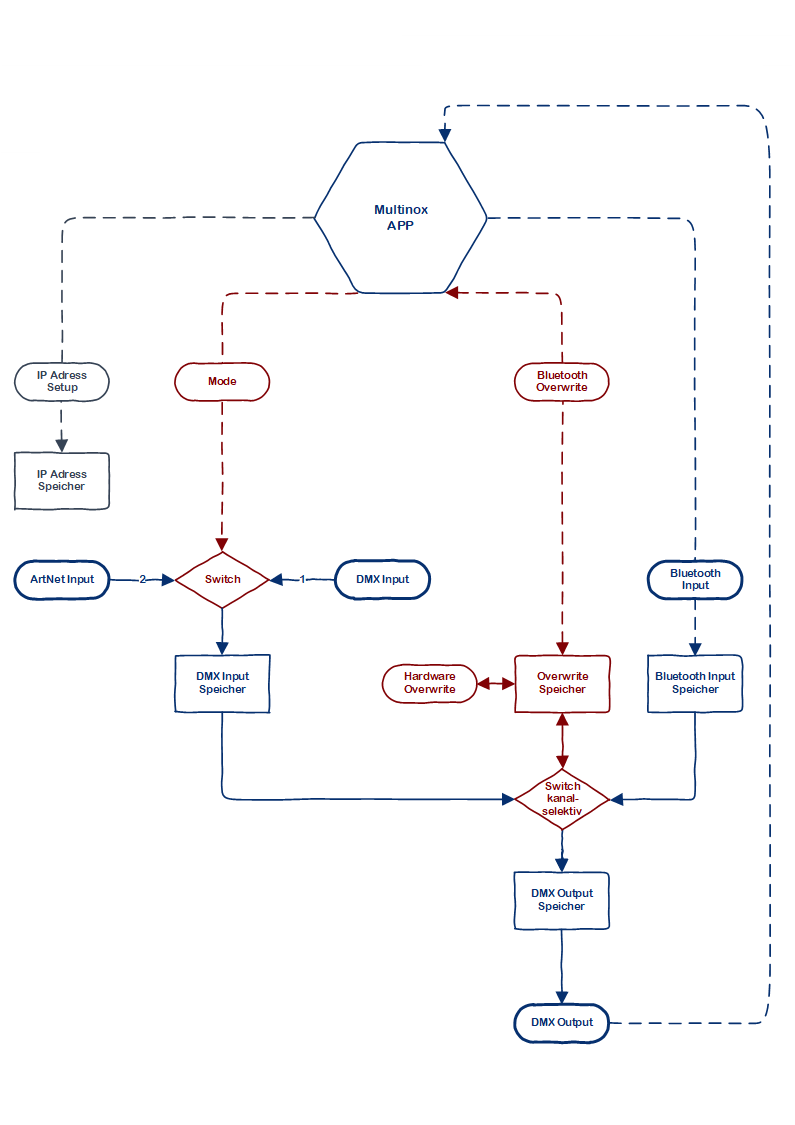 Multinox
APP
IP Adress
Setup
Mode
Bluetooth
Overwrite
IP Adress
Speicher
ArtNet Input
2
Switch
1
DMX Input
Bluetooth
Input
DMX Input
Speicher
Hardware
Overwrite
Overwrite
Speicher
Bluetooth Input
Speicher
Switch
kanal-
selektiv
DMX Output
Speicher
DMX Output